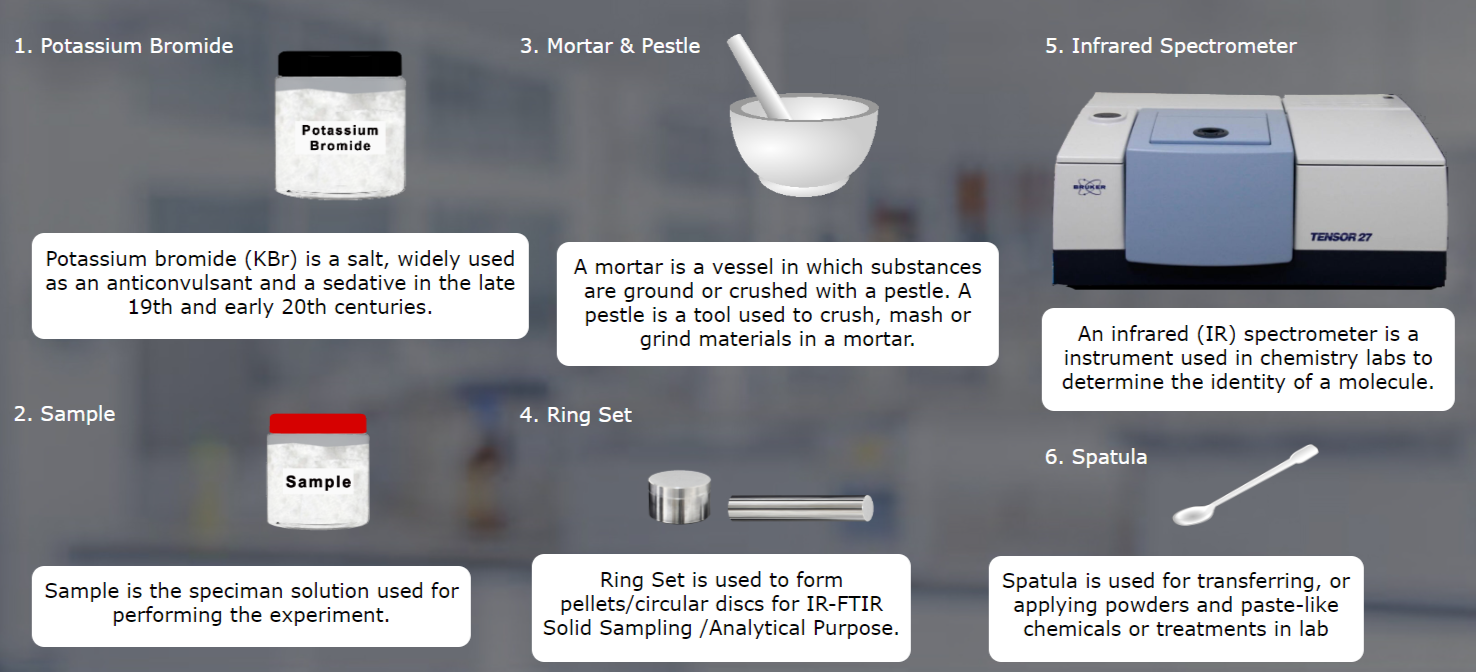 1. Potassium Bromide
Potassium
Bromide
Potassium bromide (KBr) is a salt, widely used
as an anticonvulsant and a sedative in the late
19th and early 20th centuries.
2. Sample
Sample
Sample is the speciman solution used for
performing the experiment.
3. Mortar & Pestle
A mortar is a vessel in which substances
are ground or crushed with a pestle. A
pestle is a tool used to crush, mash or
grind materials in a mortar.
4. Ring Set
Ring Set is used to form
pellets/circular discs for IR-FTIR
Solid Sampling /Analytical Purpose.
5. Infrared Spectrometer
BRUKER
TENSOR 27
An infrared (IR) spectrometer is a
instrument used in chemistry labs to
determine the identity of a molecule.
6. Spatula
Spatula is used for transferring, or
applying powders and paste-like
chemicals or treatments in lab